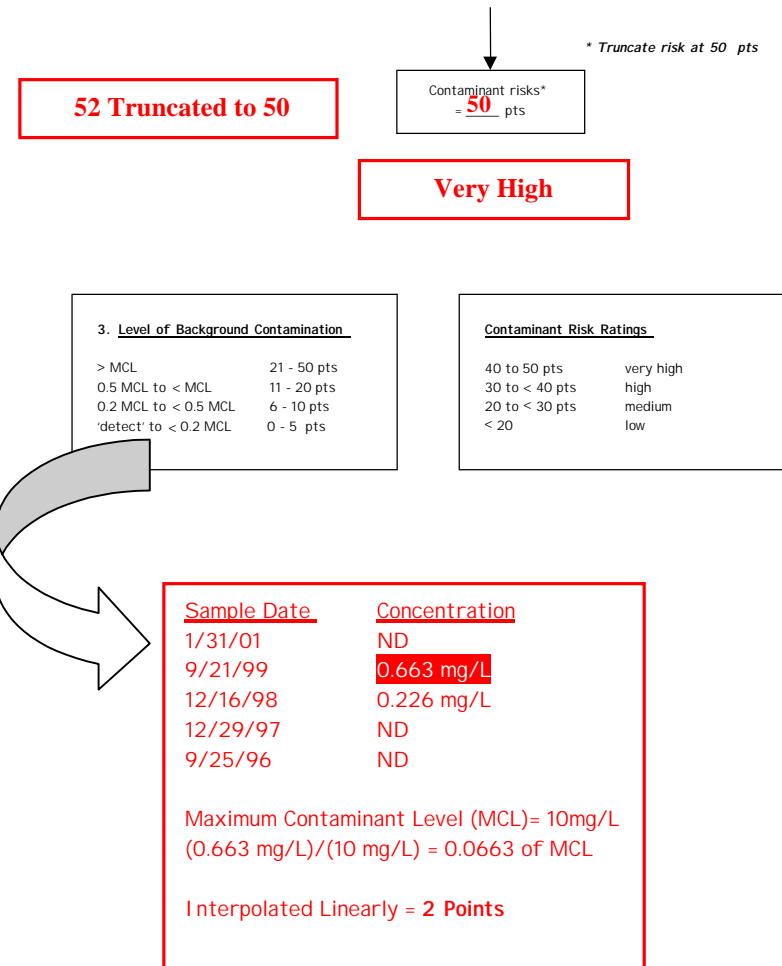 * Truncate risk at 50 pts
52 Truncated to 50
Contaminant risks*
= 50 pts
Very High
3. Level of Background Contamination
> MCL 21 - 50 pts
0.5 MCL to < MCL 11 - 20 pts
0.2 MCL to < 0.5 MCL 6 - 10 pts
'detect' to < 0.2 MCL 0 - 5 pts
Contaminant Risk Ratings
40 to 50 pts very high
30 to < 40 pts high
20 to < 30 pts medium
< 20 low
Sample Date Concentration
1/31/01 ND
9/21/99 0.663 mg/L
12/16/98 0.226 mg/L
12/29/97 ND
9/25/96 ND
Maximum Contaminant Level (MCL)= 10mg/L
(0.663 mg/L)/(10 mg/L) = 0.0663 of MCL
Interpolated Linearly = 2 Points